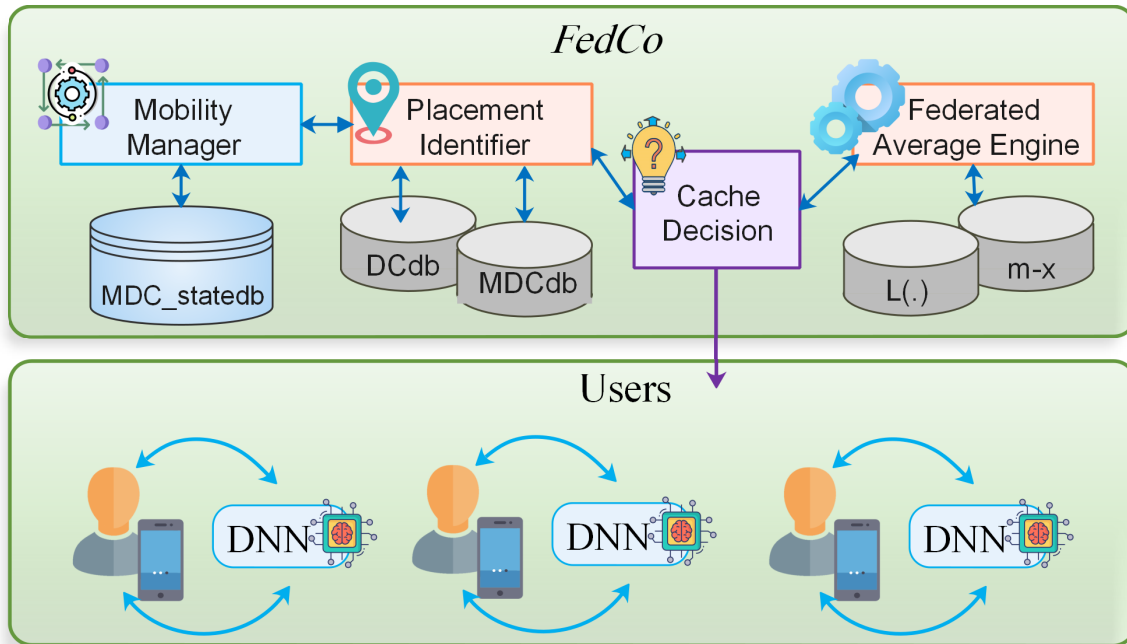 FedCo
Mobility
Manager
Placement
Identifier
Federated
Average Engine
?
Cache
Decision
MDC_statedb
DCdb
MDCdb
L(.)
m-x
Users
DNN
DNN
DNN